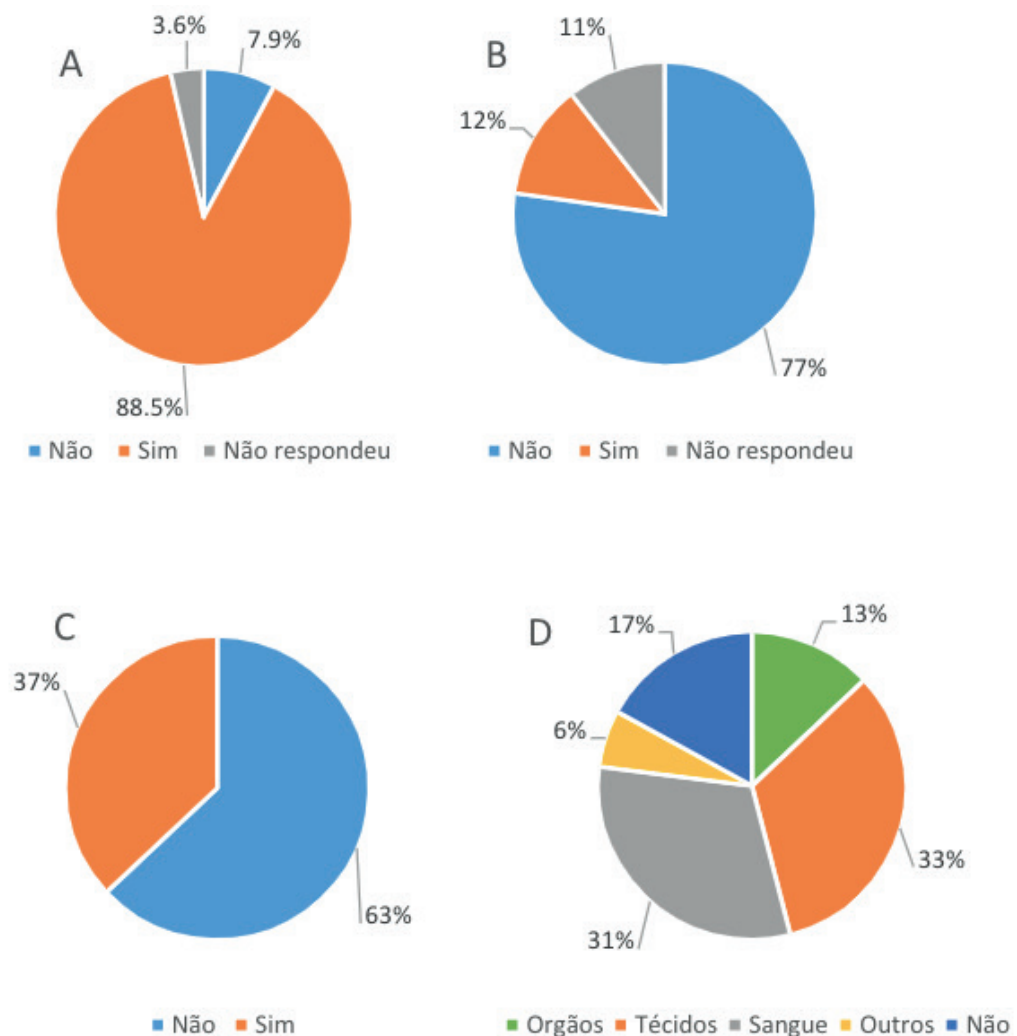 3.6%
7.9%
A
88.5%
■ Não ■ Sim ■ Não respondeu
11%
B
12%
77%
■ Não ■ Sim ■ Não respondeu
C
37%
63%
■ Não ■ Sim
D
17%
13%
6%
33%
31%
■ Orgãos ■ Técidos ■ Sangue ■ Outros ■ Não